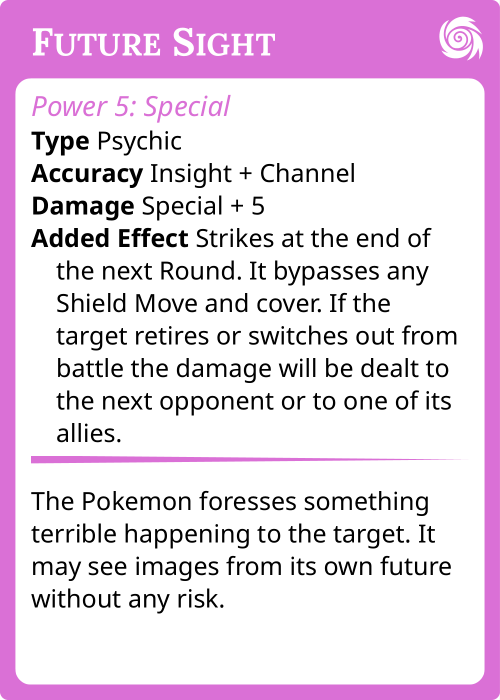 FUTURE SIGHT
Power 5: Special
Type Psychic
Accuracy Insight + Channel
Damage Special + 5
Added Effect Strikes at the end of
the next Round. It bypasses any
Shield Move and cover. If the
target retires or switches out from
battle the damage will be dealt to
the next opponent or to one of its
allies.
The Pokemon foresses something
terrible happening to the target. It
may see images from its own future
without any risk.